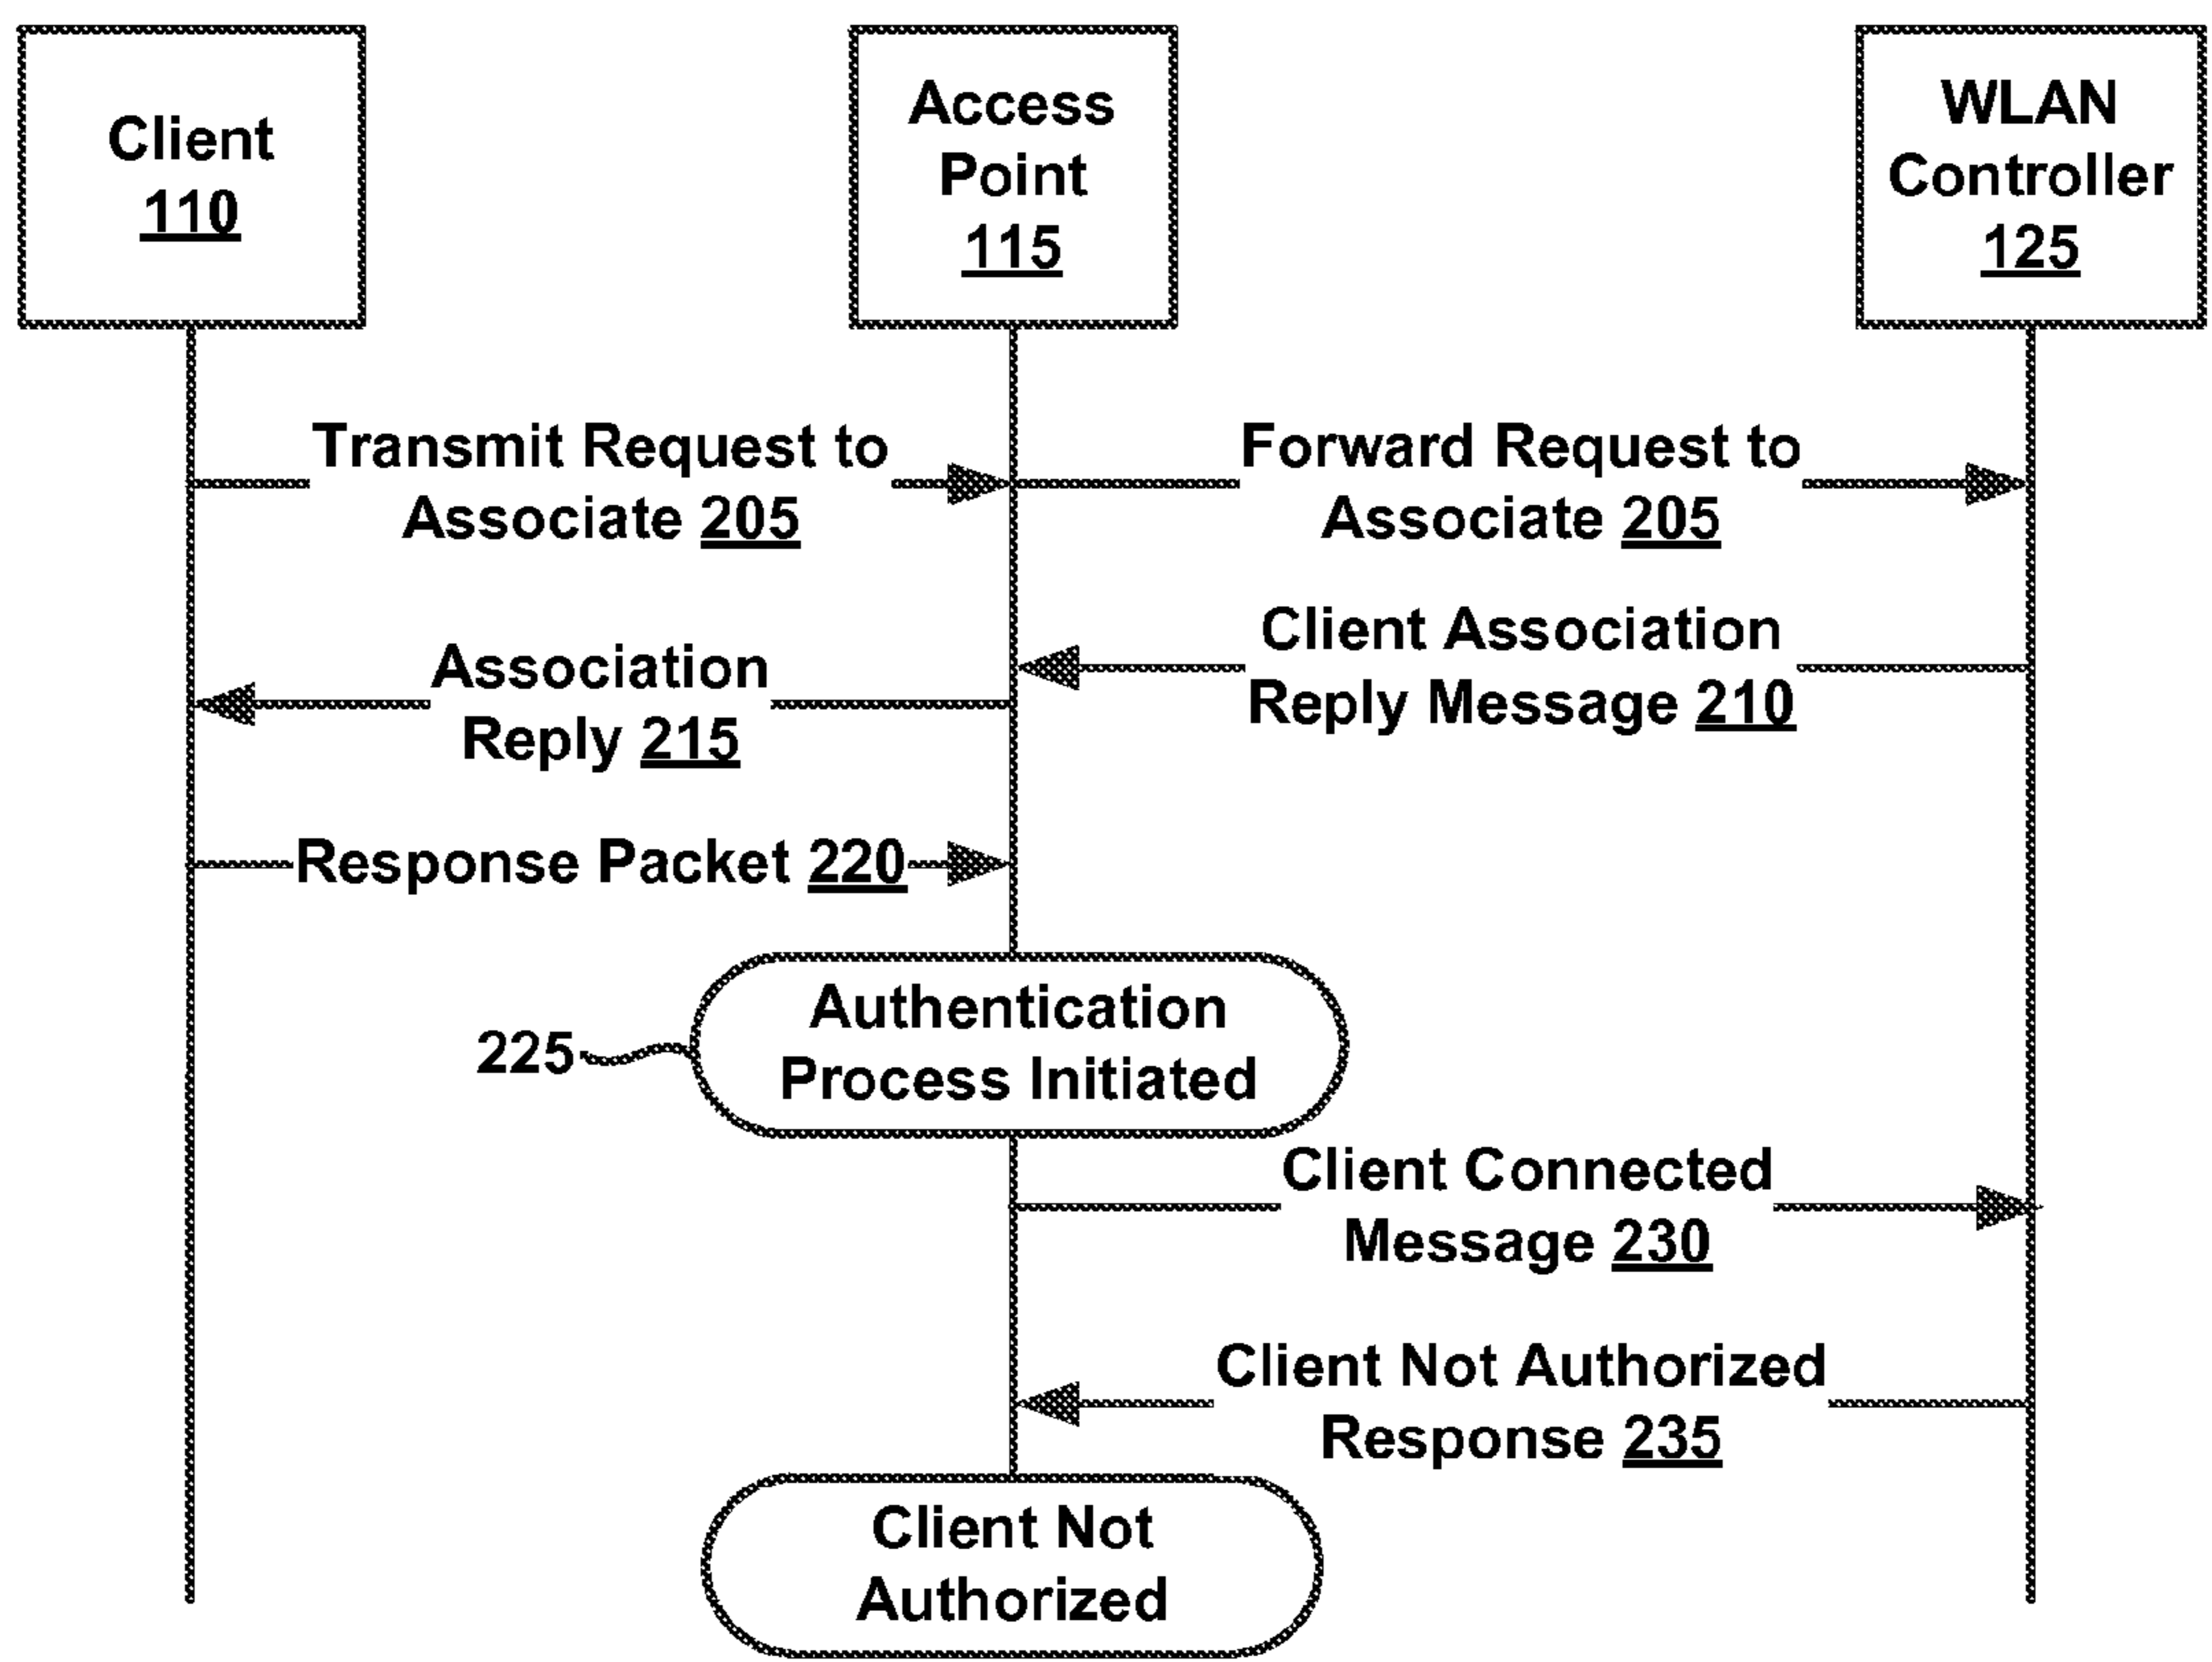 Client
110
Access
Point
115
WLAN
Controller
125
Transmit Request to
Associate 205
Forward Request to
Associate 205
Client Association
Reply Message 210
Association
Reply 215
Response Packet 220
Authentication
Process Initiated
225
Client Connected
Message 230
Client Not Authorized
Response 235
Client Not
Authorized